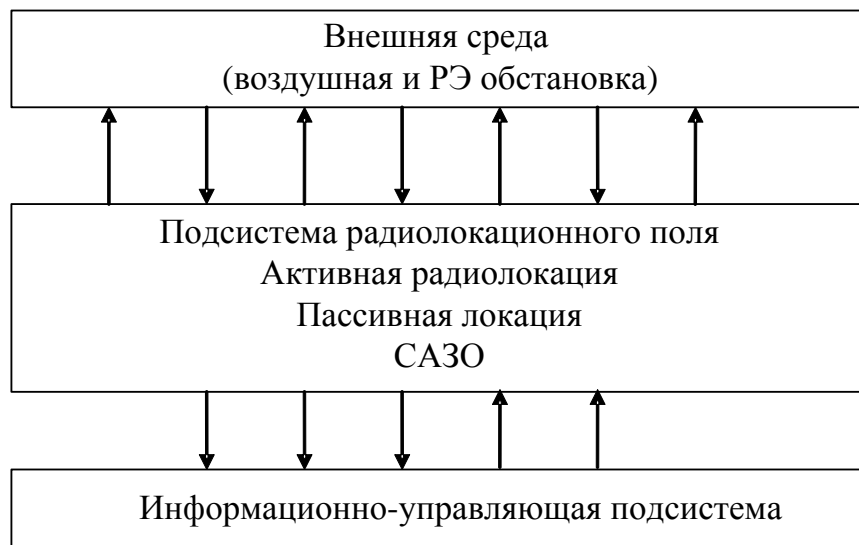 Внешняя среда
(воздушная и РЭ обстановка)
Подсистема радиолокационного поля
Активная радиолокация
Пассивная локация
САЗО
Информационно-управляющая подсистема